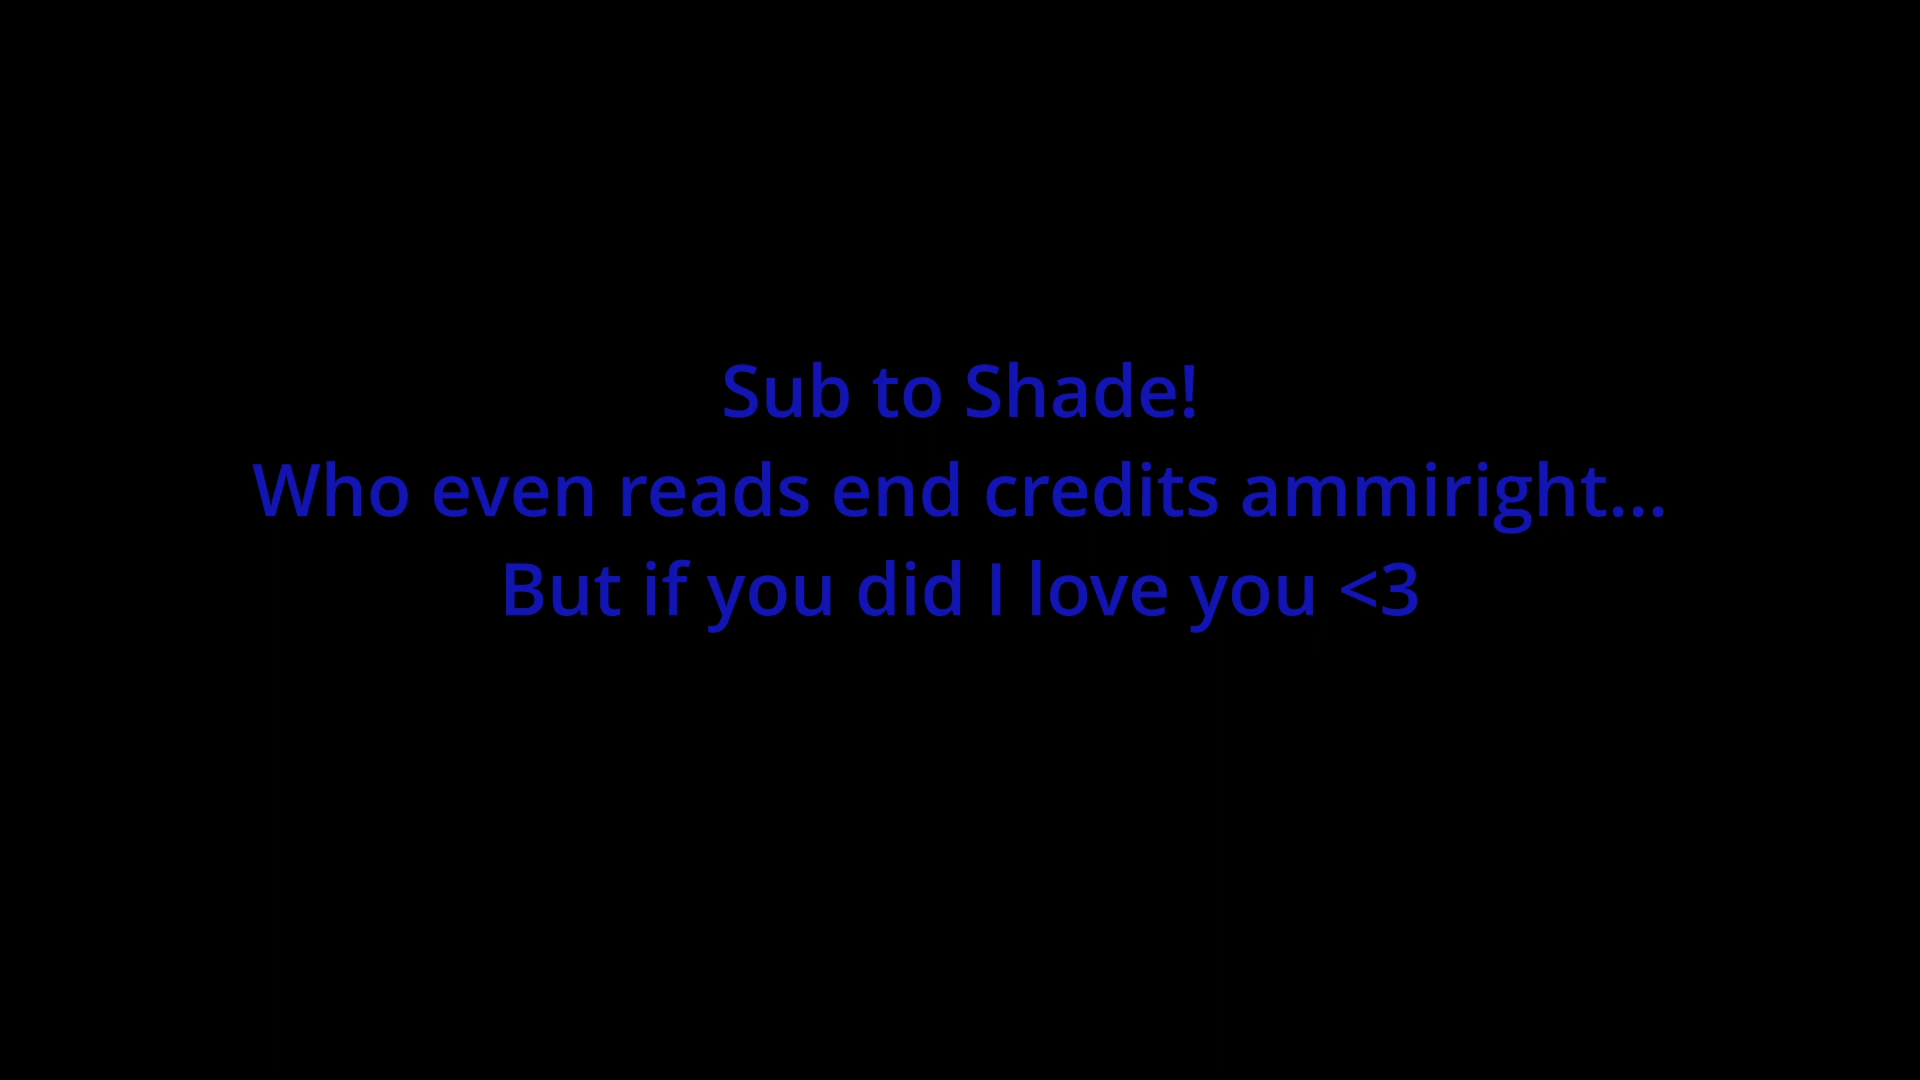 Sub to Shade!
Who even reads end credits ammiright...
But if you did I love you <3